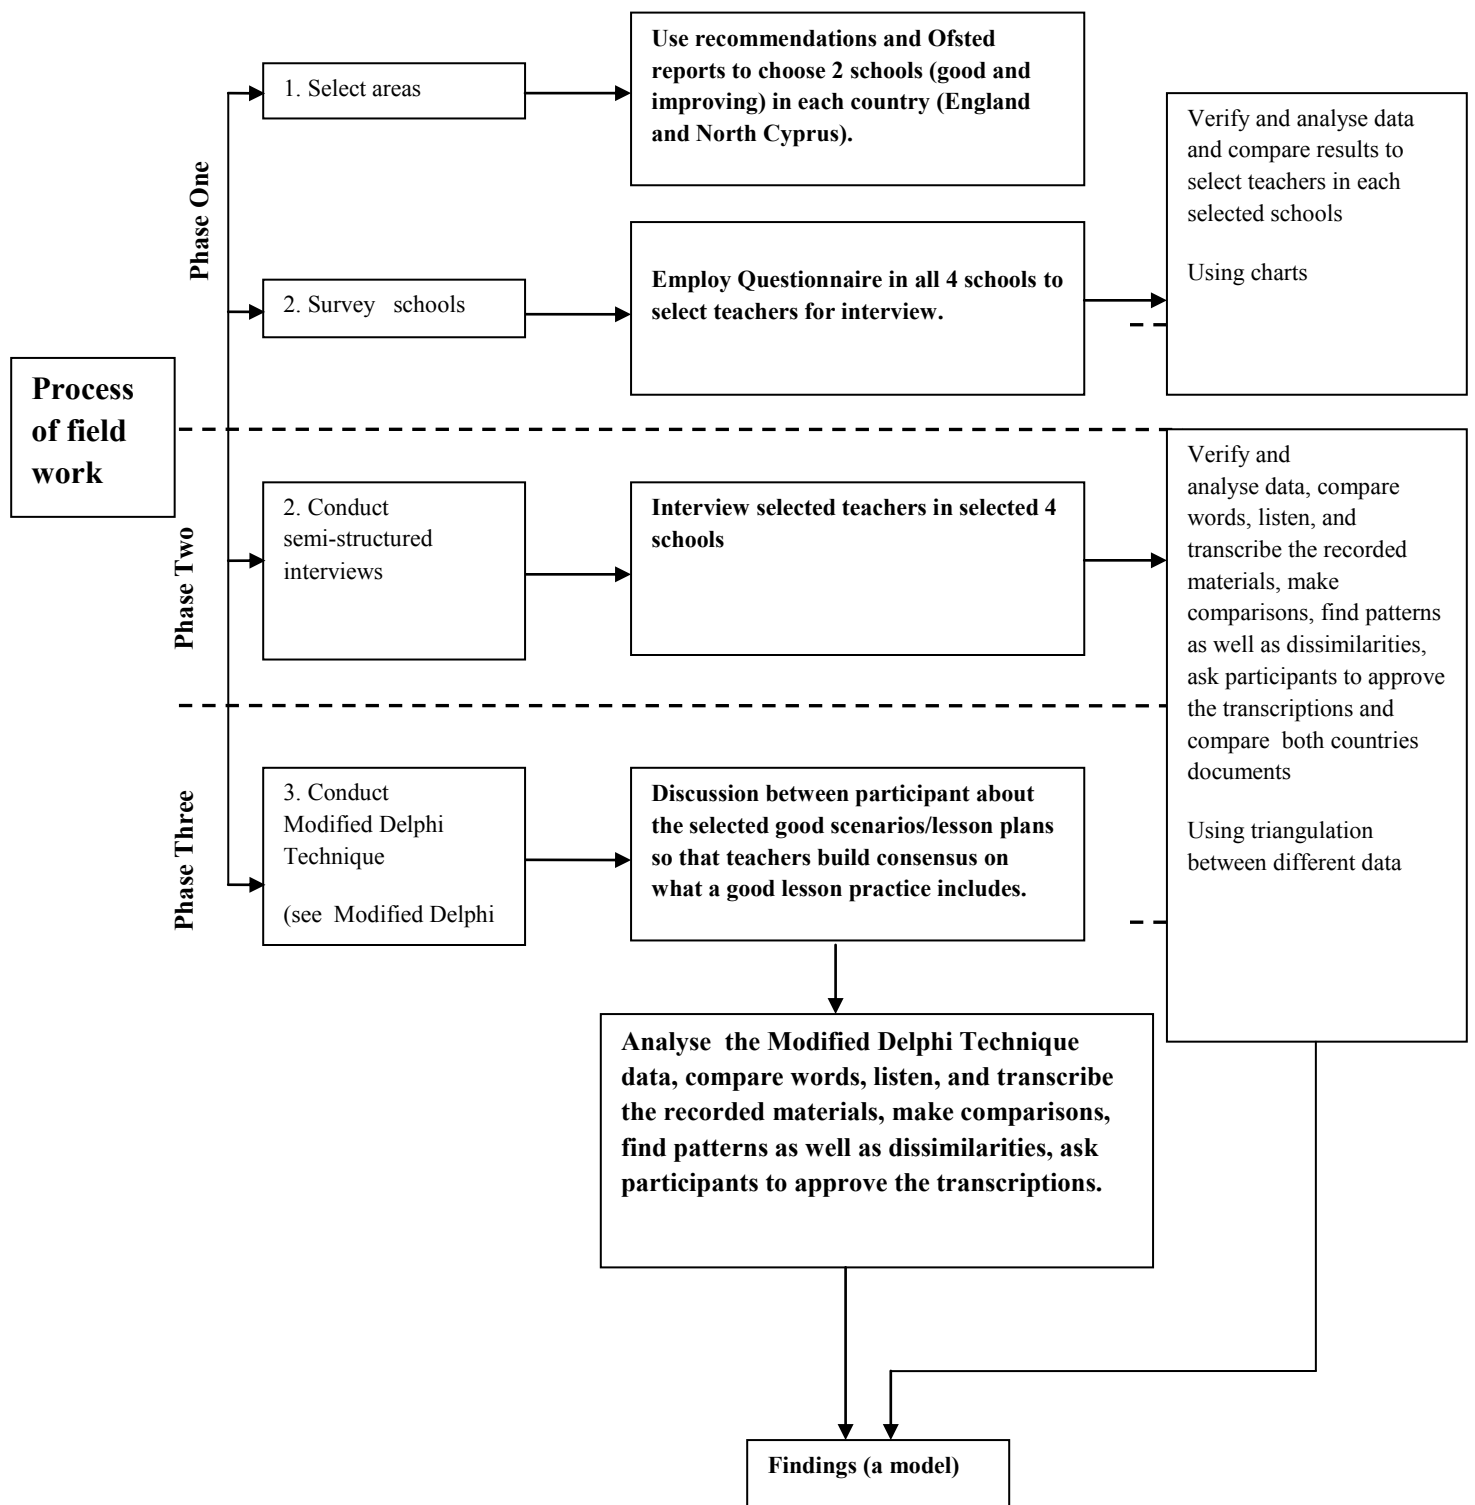 Process
of field
work
Phase One
1. Select areas
Use recommendations and Ofsted
reports to choose 2 schools (good and
improving) in each country (England
and North Cyprus).
2. Survey schools
Employ Questionnaire in all 4 schools to
select teachers for interview.
Verify and analyse data
and compare results to
select teachers in each
selected schools
Using charts
Phase Two
2. Conduct
semi-structured
interviews
Interview selected teachers in selected 4
schools
Verify and
analyse data, compare
words, listen, and
transcribe the recorded
materials, make
comparisons, find patterns
as well as dissimilarities,
ask participants to approve
the transcriptions and
compare both countries
documents
Using triangulation
between different data
Phase Three
3. Conduct
Modified Delphi
Technique
(see Modified Delphi
Discussion between participant about
the selected good scenarios/lesson plans
so that teachers build consensus on
what a good lesson practice includes.
Analyse the Modified Delphi Technique
data, compare words, listen, and transcribe
the recorded materials, make comparisons,
find patterns as well as dissimilarities, ask
participants to approve the transcriptions.
Findings (a model)